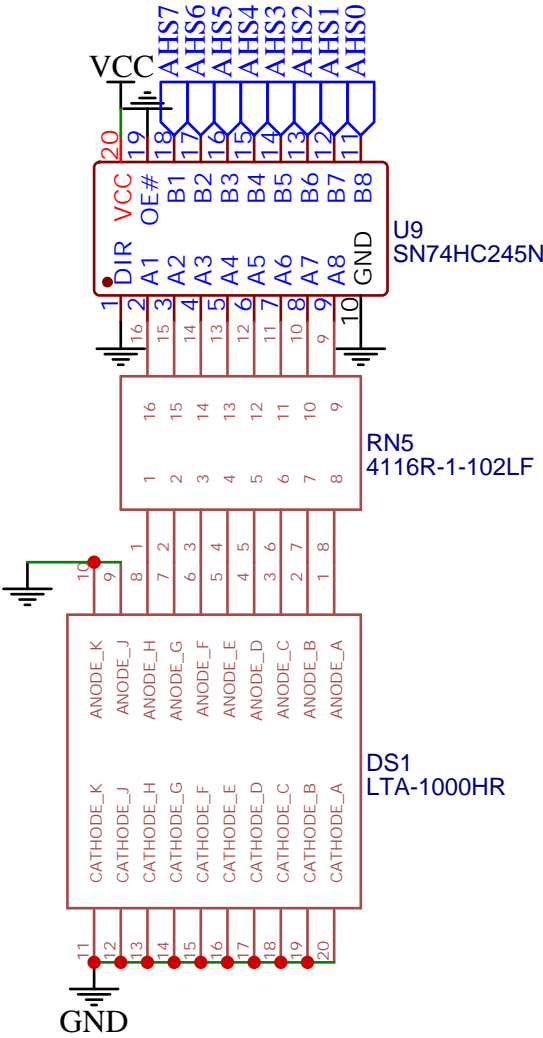 AHS7 AHS6 AHS5 AHS4 AHS3 AHS2 AHS1 AHS0
VCC
20 19 18 17 16 15 14 13 12 11
VCC OE# B1 B2 B3 B4 B5 B6 B7 B8
U9
SN74HC245N
DIR A1 A2 A3 A4 A5 A6 A7 A8 GND
1 2 3 4 5 6 7 8 9 10
16 15 14 13 12 11 10 9
16 15 14 13 12 11 10 9
RN5
4116R-1-102LF
1 2 3 4 5 6 7 8
1 2 3 4 5 6 7 8
10 9 8 7 6 5 4 3 2 1
ANODE_K ANODE_J ANODE_H ANODE_G ANODE_F ANODE_E ANODE_D ANODE_C ANODE_B ANODE_A
DS1
LTA-1000HR
CATHODE_K CATHODE_J CATHODE_H CATHODE_G CATHODE_F CATHODE_E CATHODE_D CATHODE_C CATHODE_B CATHODE_A
11 12 13 14 15 16 17 18 19 20
GND